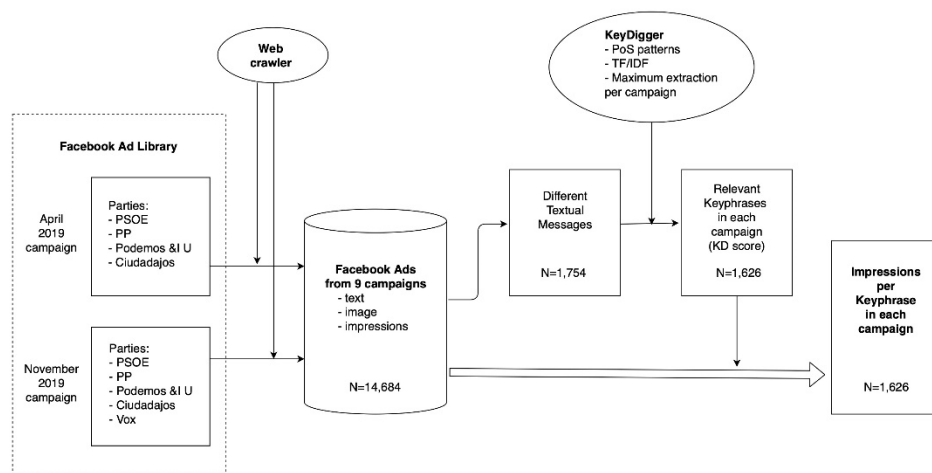 Web
crawler
KeyDigger
- PoS patterns
- TF/IDF
- Maximum extraction
per campaign
Facebook Ad Library
April
2019
campaign
Parties:
- PSOE
- PP
- Podemos &I U
- Ciudadajos
November
2019
campaign
Parties:
- PSOE
- PP
- Podemos &I U
- Ciudadajos
- Vox
Facebook Ads
from 9 campaigns
- text
- image
- impressions
N=14,684
Different
Textual
Messages
N=1,754
Relevant
Keyphrases
in each
campaign
(KD score)
N=1,626
Impressions
per
Keyphrase
in each
campaign
N=1,626